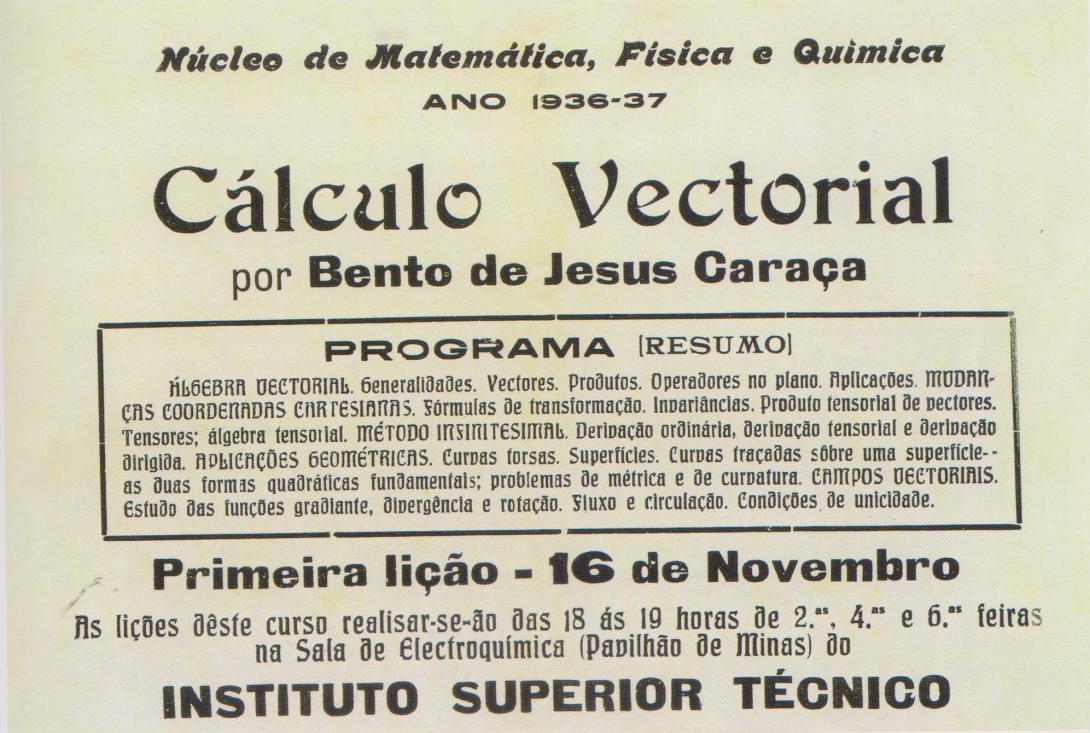 Núcleo de Matemática, Física e Química
ANO 1936-37
Cálculo Vectorial
por Bento de Jesus Caraça
PROGRAMA (RESUMO)
ÁLGEBRA VECTORIAL. Generalidades. Vectores. Produtos. Operadores no plano. Aplicações. MUDAN-
ÇAS COORDENADAS CARTESIANAS. Fórmulas de transformação. Invariâncias. Produto tensorial de vectores.
Tensores; álgebra tensorial. MÉTODO INFINITESIMAL. Derivação ordinária, derivação tensorial e derivação
dirigida. APLICAÇÕES GEOMÉTRICAS. Curvas torsas. Superfícies. Curvas traçadas sôbre uma superfície--
as duas formas quadráticas fundamentais; problemas de métrica e de curvatura. CAMPOS VECTORIAIS.
Estudo das funções gradiante, divergência e rotação. Fluxo e circulação. Condições de unicidade.
Primeira lição - 16 de Novembro
As lições dêste curso realisar-se-ão das 18 ás 19 horas de 2.ªˢ, 4.ªˢ e 6.ªˢ feiras
na Sala de Electroquímica (Pavilhão de Minas) do
INSTITUTO SUPERIOR TÉCNICO